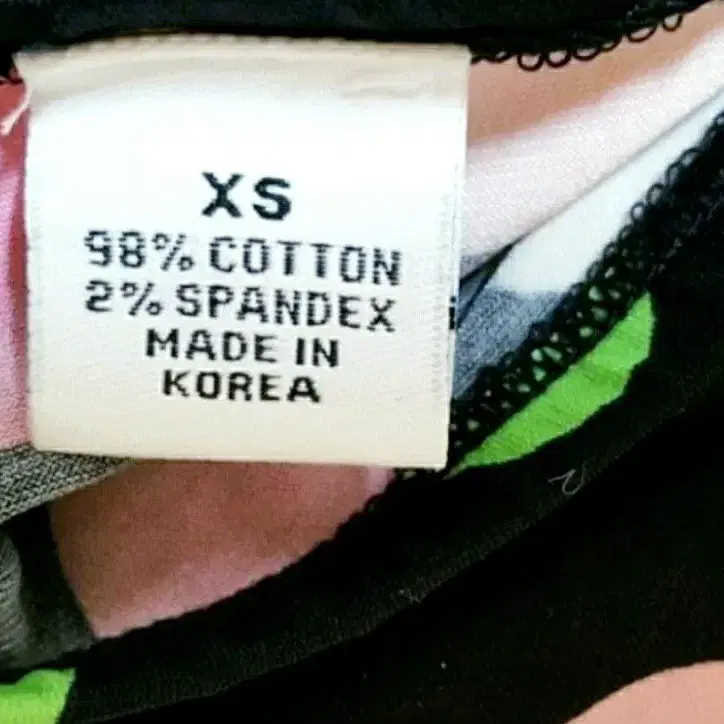 XS
98% COTTON
2% SPANDEX
MADE IN
KOREA